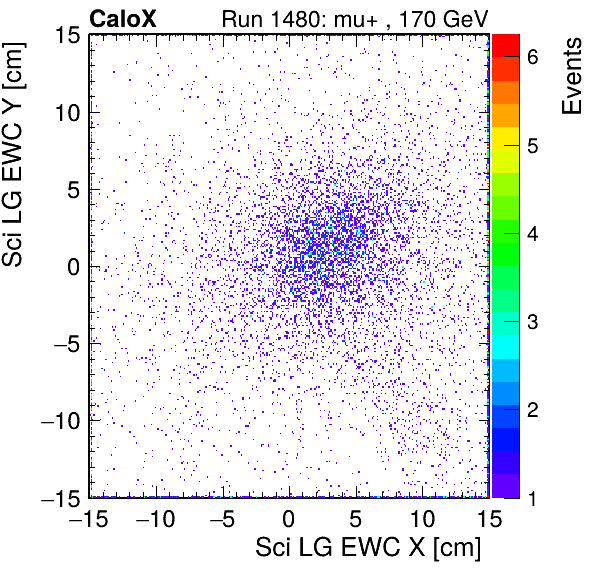 CaloX Run 1480: mu+ , 170 GeV
Sci LG EWC Y [cm]
15
10
5
0
−5
−10
−15
−15 −10 −5 0 5 10 15
Sci LG EWC X [cm]
Events
6
5
4
3
2
1